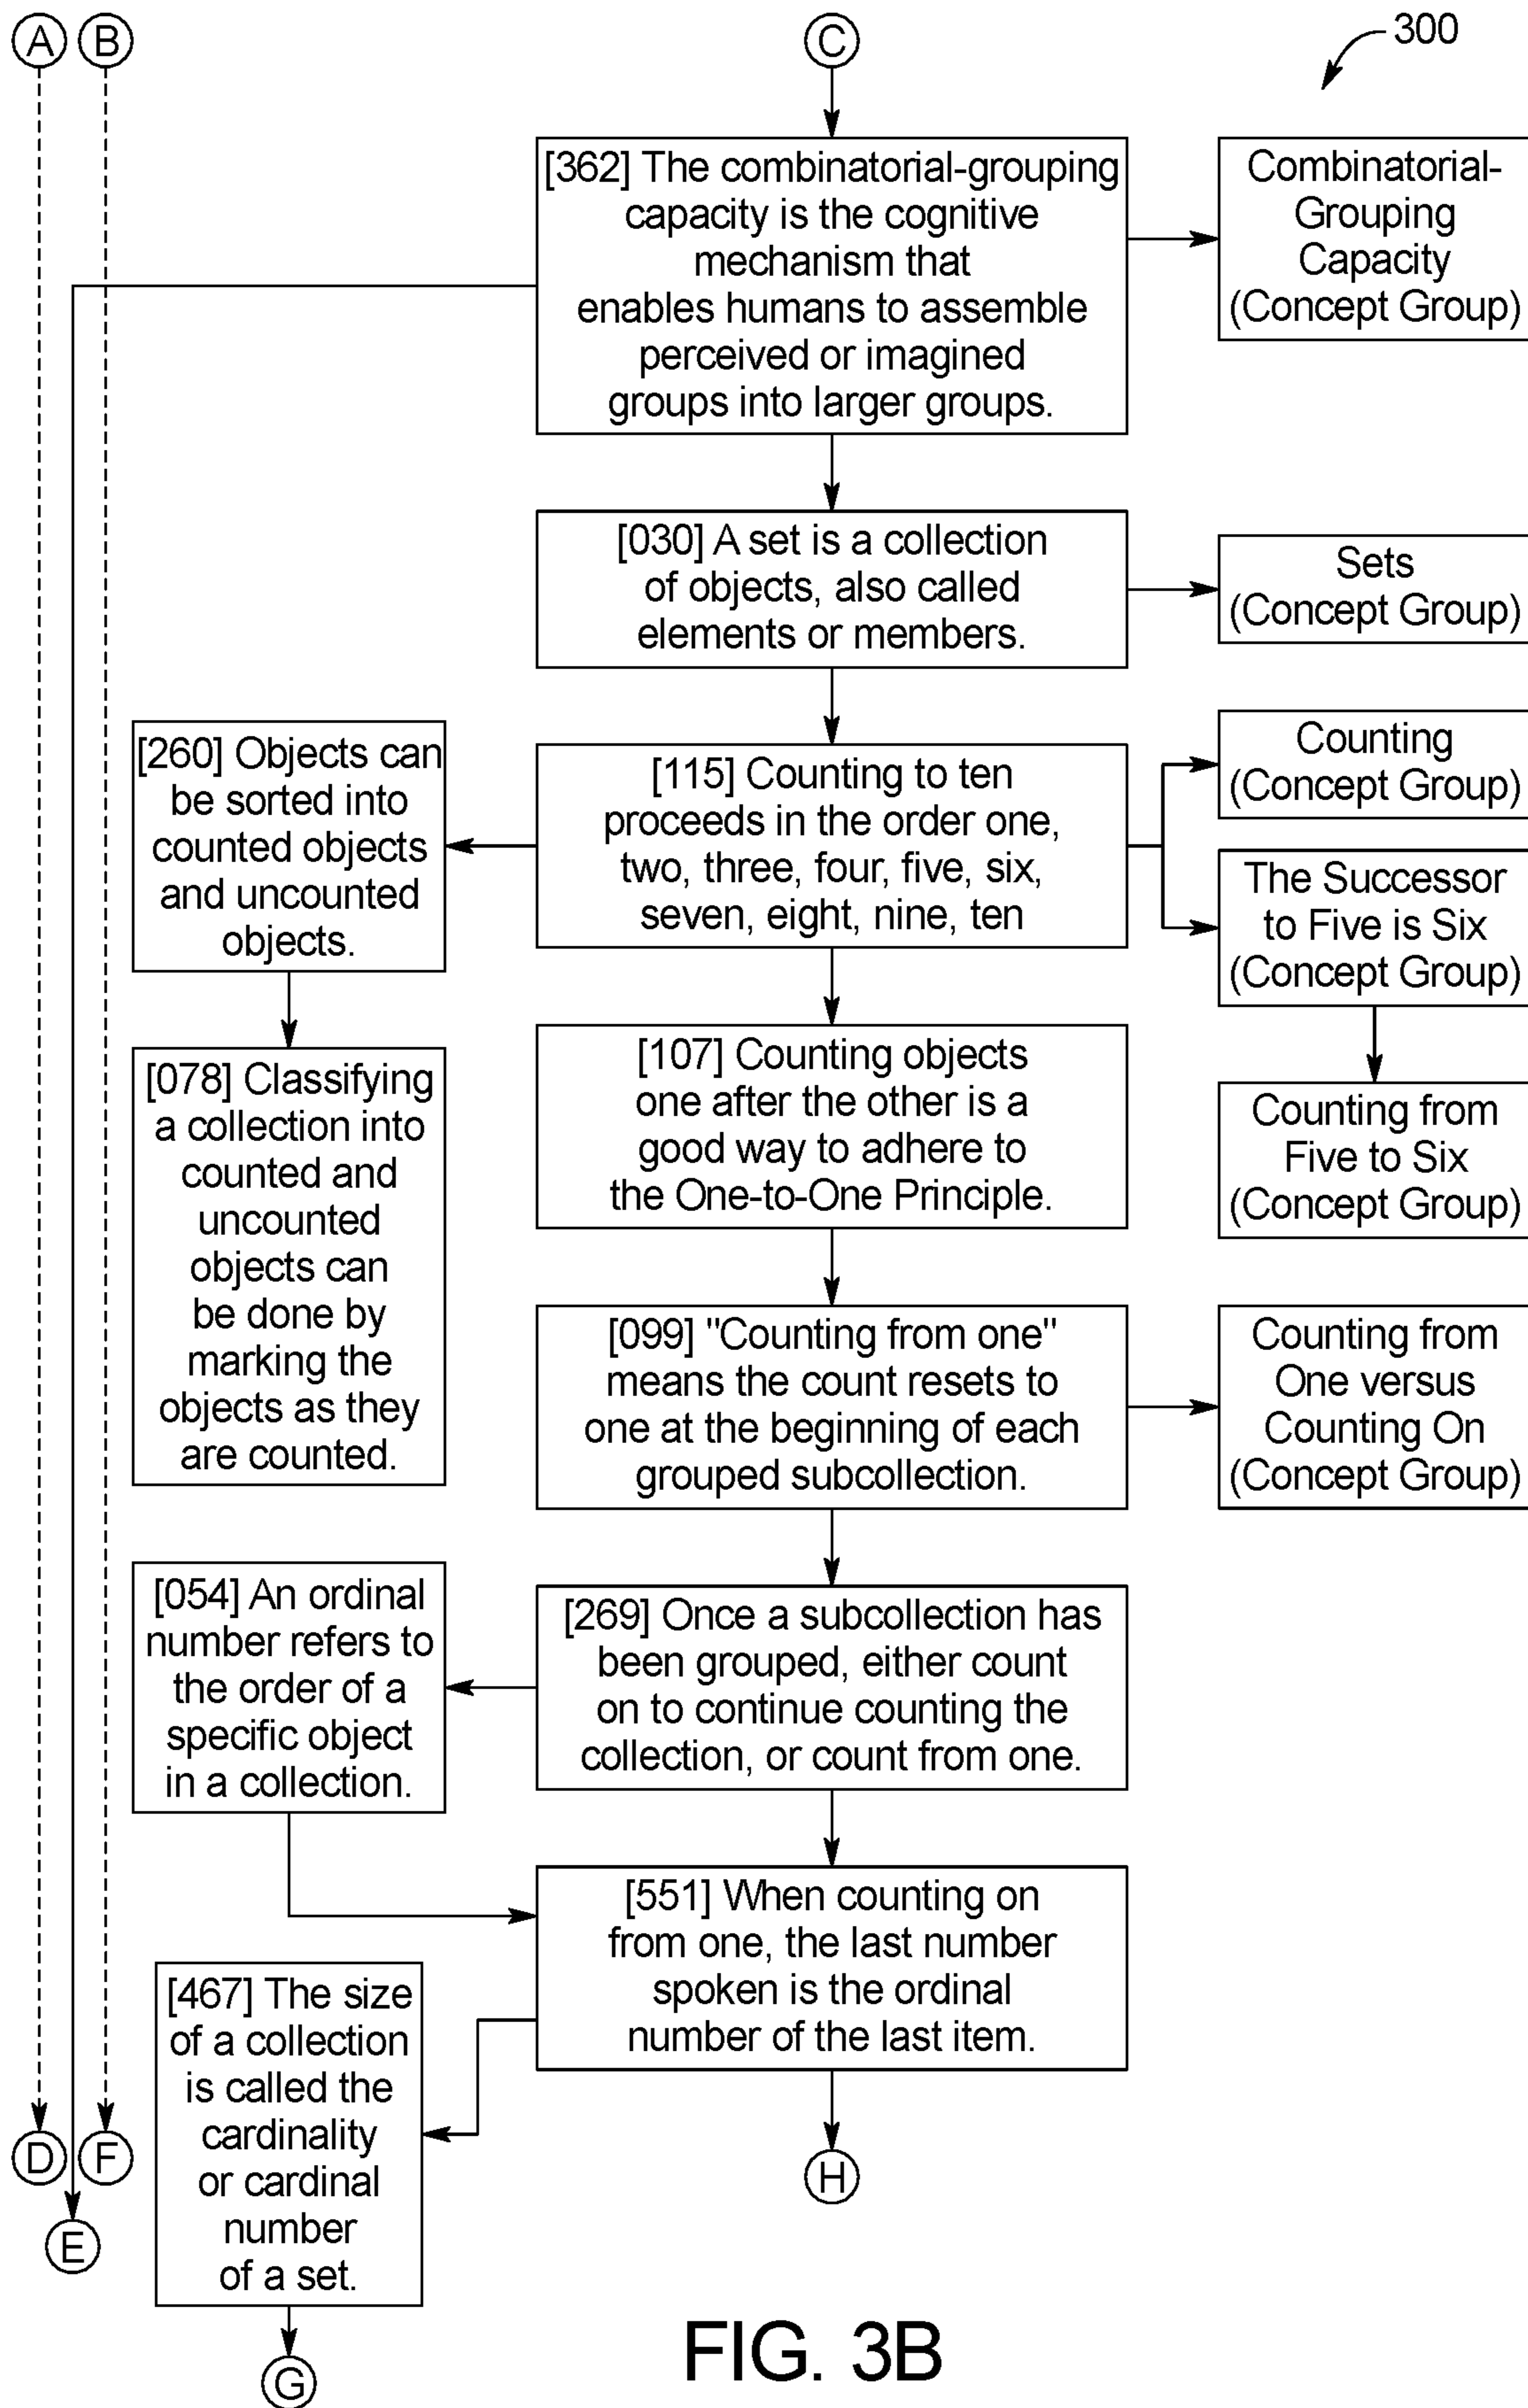 A
B
C
300
[362] The combinatorial-grouping
capacity is the cognitive
mechanism that
enables humans to assemble
perceived or imagined
groups into larger groups.
Combinatorial-
Grouping
Capacity
(Concept Group)
[030] A set is a collection
of objects, also called
elements or members.
Sets
(Concept Group)
[260] Objects can
be sorted into
counted objects
and uncounted
objects.
[115] Counting to ten
proceeds in the order one,
two, three, four, five, six,
seven, eight, nine, ten
Counting
(Concept Group)
The Successor
to Five is Six
(Concept Group)
[078] Classifying
a collection into
counted and
uncounted
objects can
be done by
marking the
objects as they
are counted.
[107] Counting objects
one after the other is a
good way to adhere to
the One-to-One Principle.
Counting from
Five to Six
(Concept Group)
[099] "Counting from one"
means the count resets to
one at the beginning of each
grouped subcollection.
Counting from
One versus
Counting On
(Concept Group)
[054] An ordinal
number refers to
the order of a
specific object
in a collection.
[269] Once a subcollection has
been grouped, either count
on to continue counting the
collection, or count from one.
[551] When counting on
from one, the last number
spoken is the ordinal
number of the last item.
[467] The size
of a collection
is called the
cardinality
or cardinal
number
of a set.
D
F
H
E
G
FIG. 3B